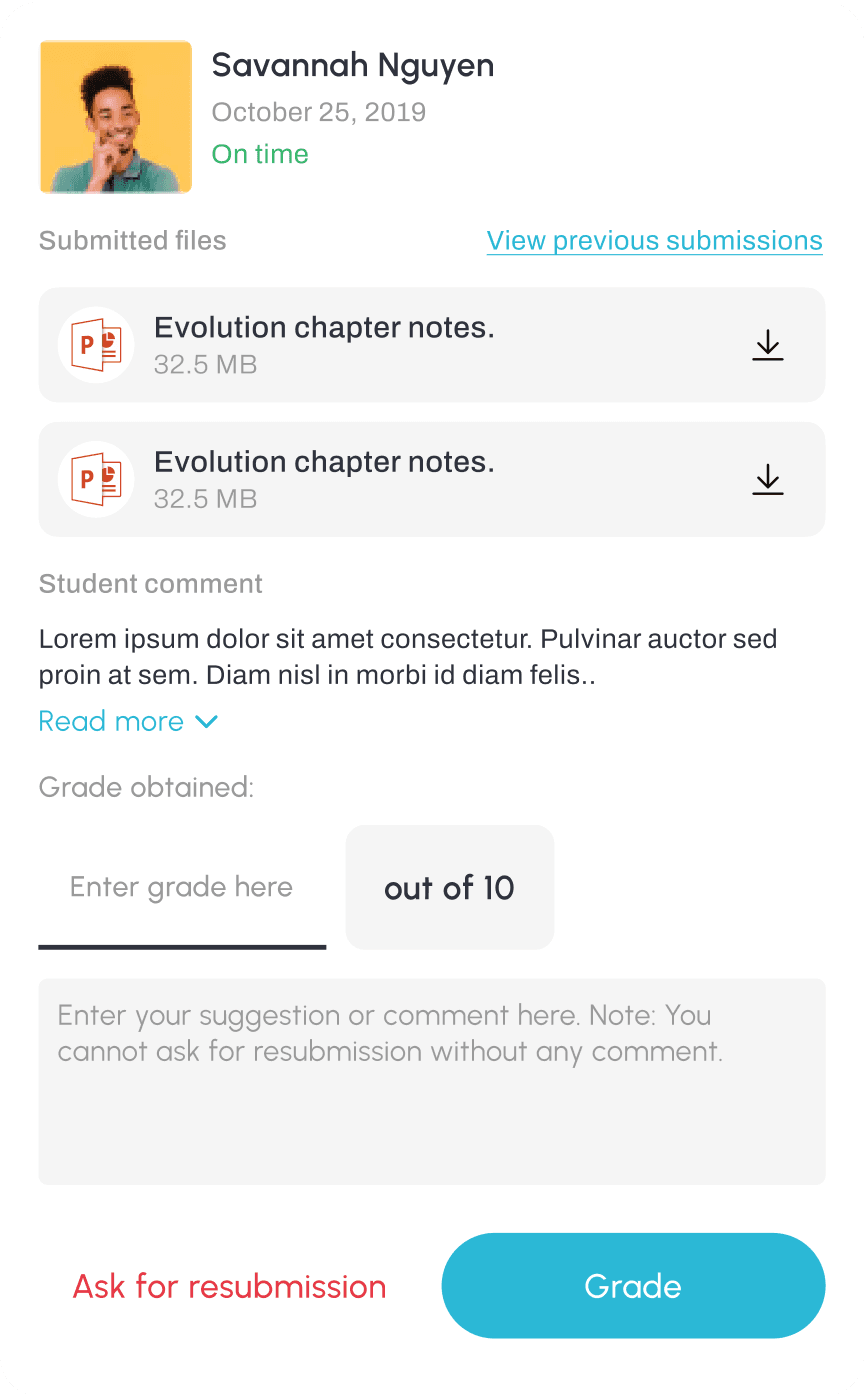 Savannah Nguyen
October 25, 2019
On time
Submitted files
View previous submissions
P
Evolution chapter notes.
32.5 MB
P
Evolution chapter notes.
32.5 MB
Student comment
Lorem ipsum dolor sit amet consectetur. Pulvinar auctor sed
proin at sem. Diam nisl in morbi id diam felis..
Read more
Grade obtained:
Enter grade here
out of 10
Enter your suggestion or comment here. Note: You
cannot ask for resubmission without any comment.
Ask for resubmission
Grade